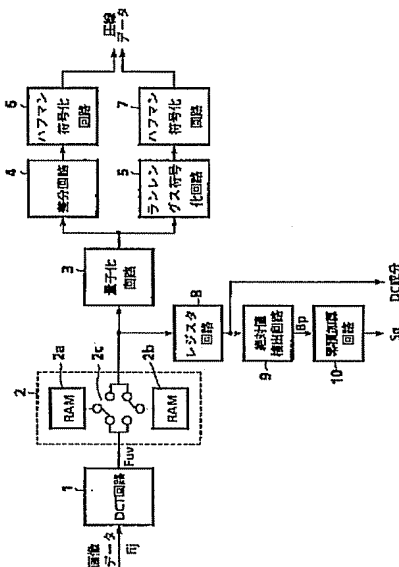 画像
データ
fij
1
DCT回路
Fuv
2
2a
RAM
2c
2b
RAM
3
量子化
回路
4
差分回路
5
ランレン
グス符号
化回路
6
ハフマン
符号化
回路
7
ハフマン
符号化
回路
圧縮
データ
8
レジスタ
回路
9
絶対値
検出回路
Bp
10
累積加算
回路
Sa
DC成分